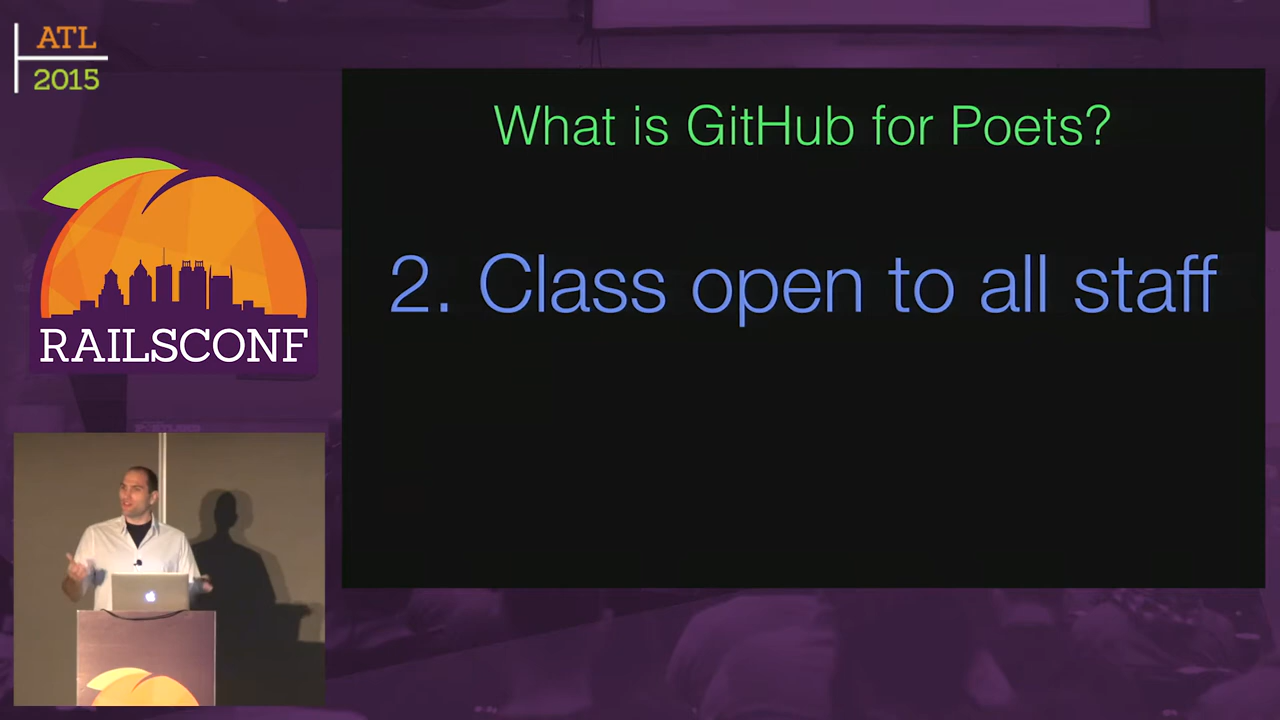 ATL
2015
RAILSCONF
What is GitHub for Poets?
2. Class open to all staff